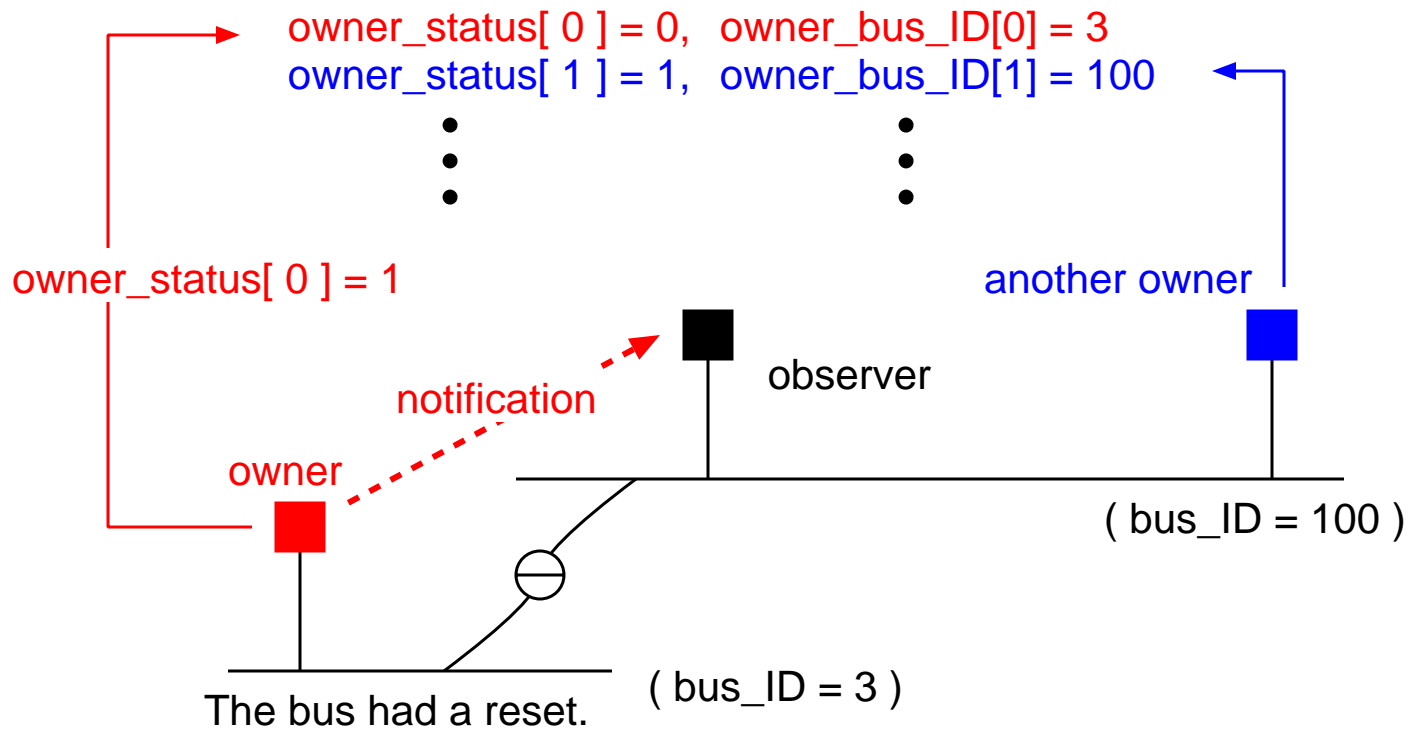 owner_status[ 0 ] = 0, owner_bus_ID[0] = 3
owner_status[ 1 ] = 1, owner_bus_ID[1] = 100
owner_status[ 0 ] = 1
another owner
observer
notification
owner
( bus_ID = 100 )
( bus_ID = 3 )
The bus had a reset.